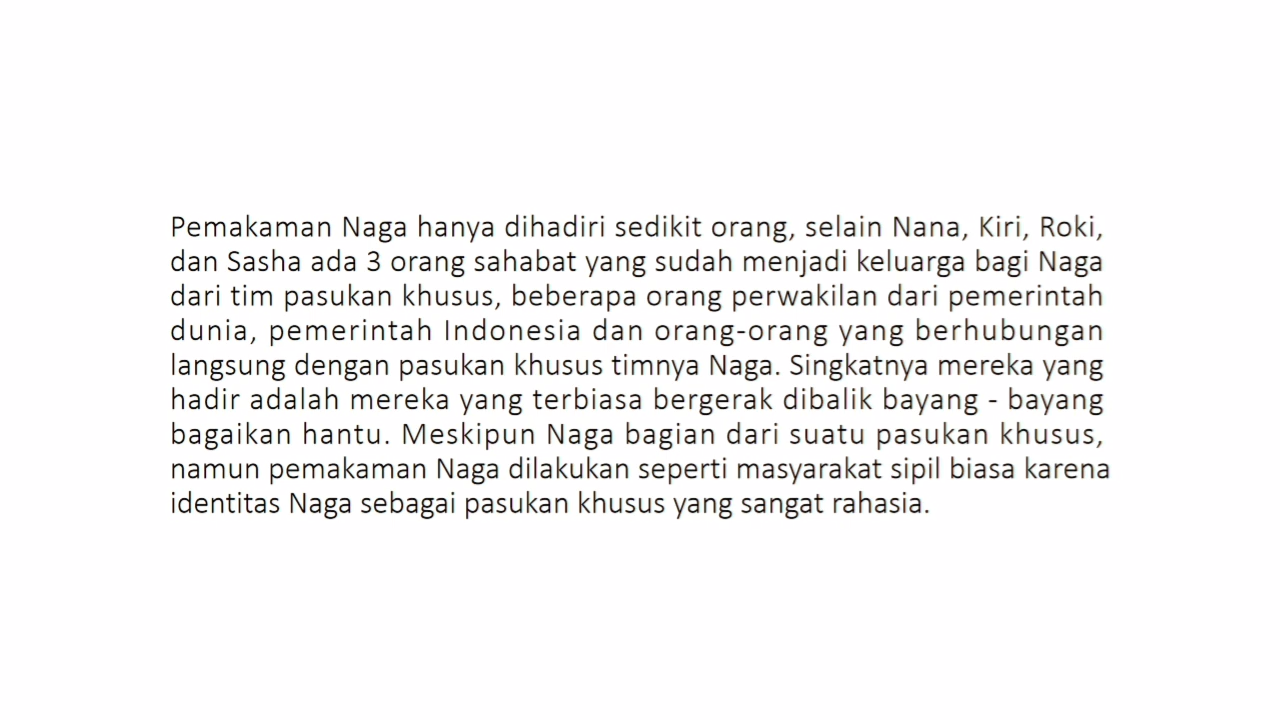 Pemakaman Naga hanya dihadiri sedikit orang, selain Nana, Kiri, Roki,
dan Sasha ada 3 orang sahabat yang sudah menjadi keluarga bagi Naga
dari tim pasukan khusus, beberapa orang perwakilan dari pemerintah
dunia, pemerintah Indonesia dan orang-orang yang berhubungan
langsung dengan pasukan khusus timnya Naga. Singkatnya mereka yang
hadir adalah mereka yang terbiasa bergerak dibalik bayang - bayang
bagaikan hantu. Meskipun Naga bagian dari suatu pasukan khusus,
namun pemakaman Naga dilakukan seperti masyarakat sipil biasa karena
identitas Naga sebagai pasukan khusus yang sangat rahasia.